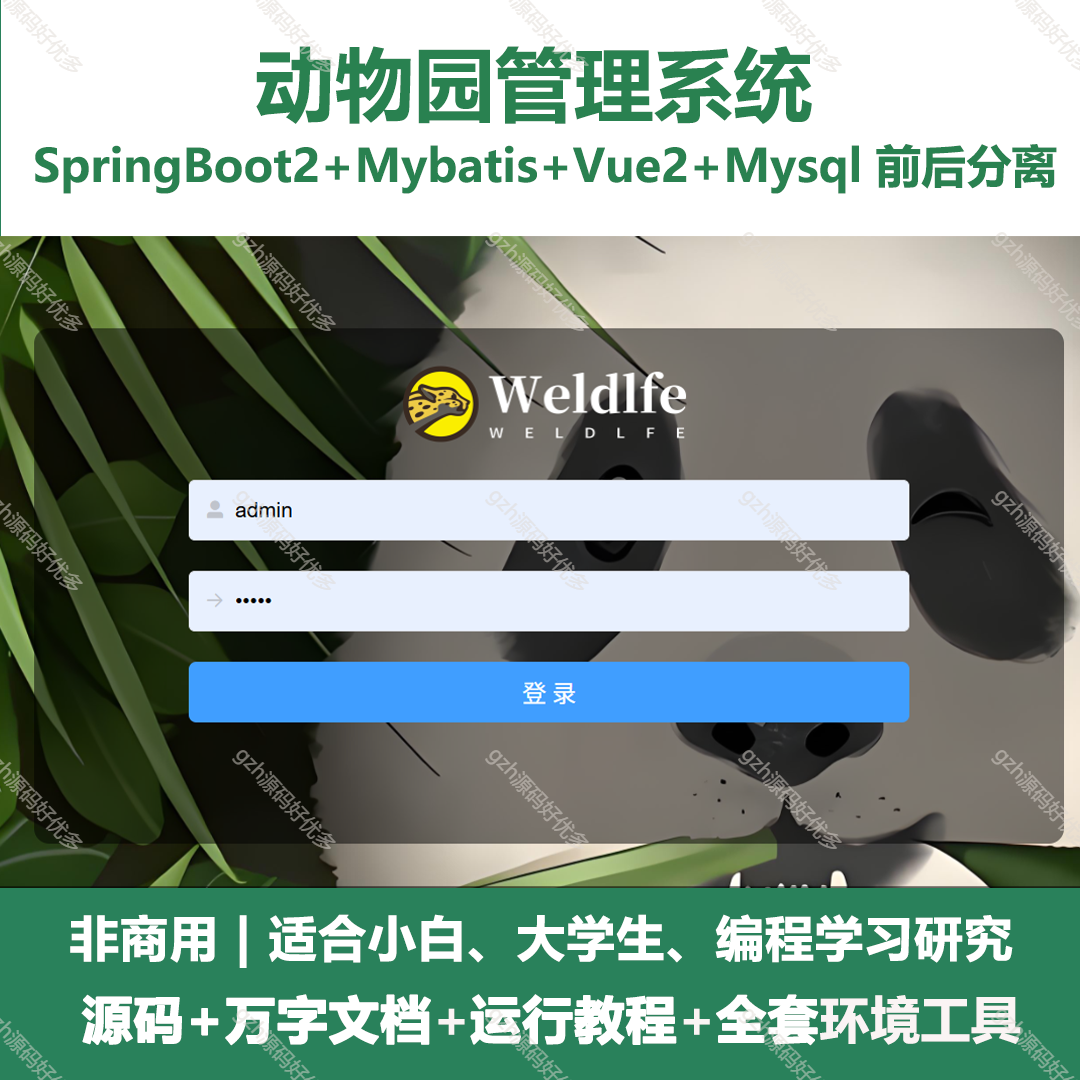 动物园管理系统
SpringBoot2+Mybatis+Vue2+Mysql 前后分离
Weldlfe
WELDLFE
admin
•••••
登 录
非商用｜适合小白、大学生、编程学习研究
源码+万字文档+运行教程+全套环境工具
gzh源码好优多